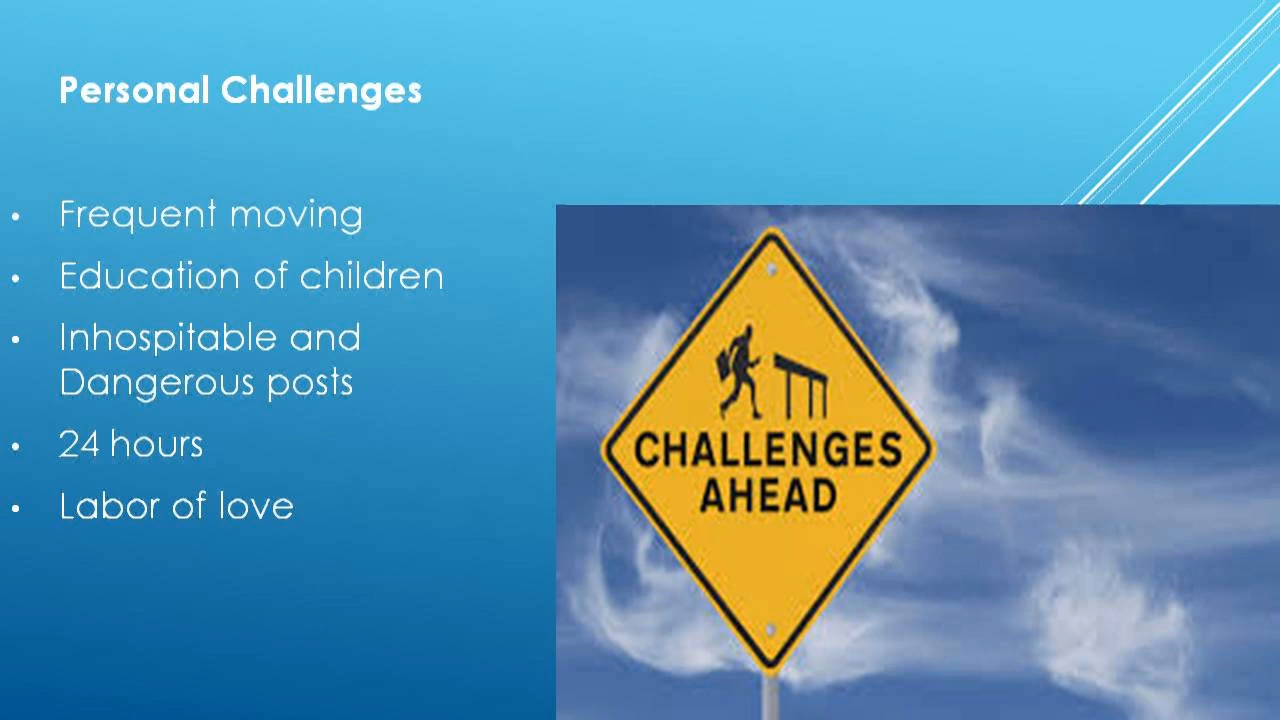 Personal Challenges
• Frequent moving
• Education of children
• Inhospitable and
Dangerous posts
• 24 hours
• Labor of love
CHALLENGES
AHEAD